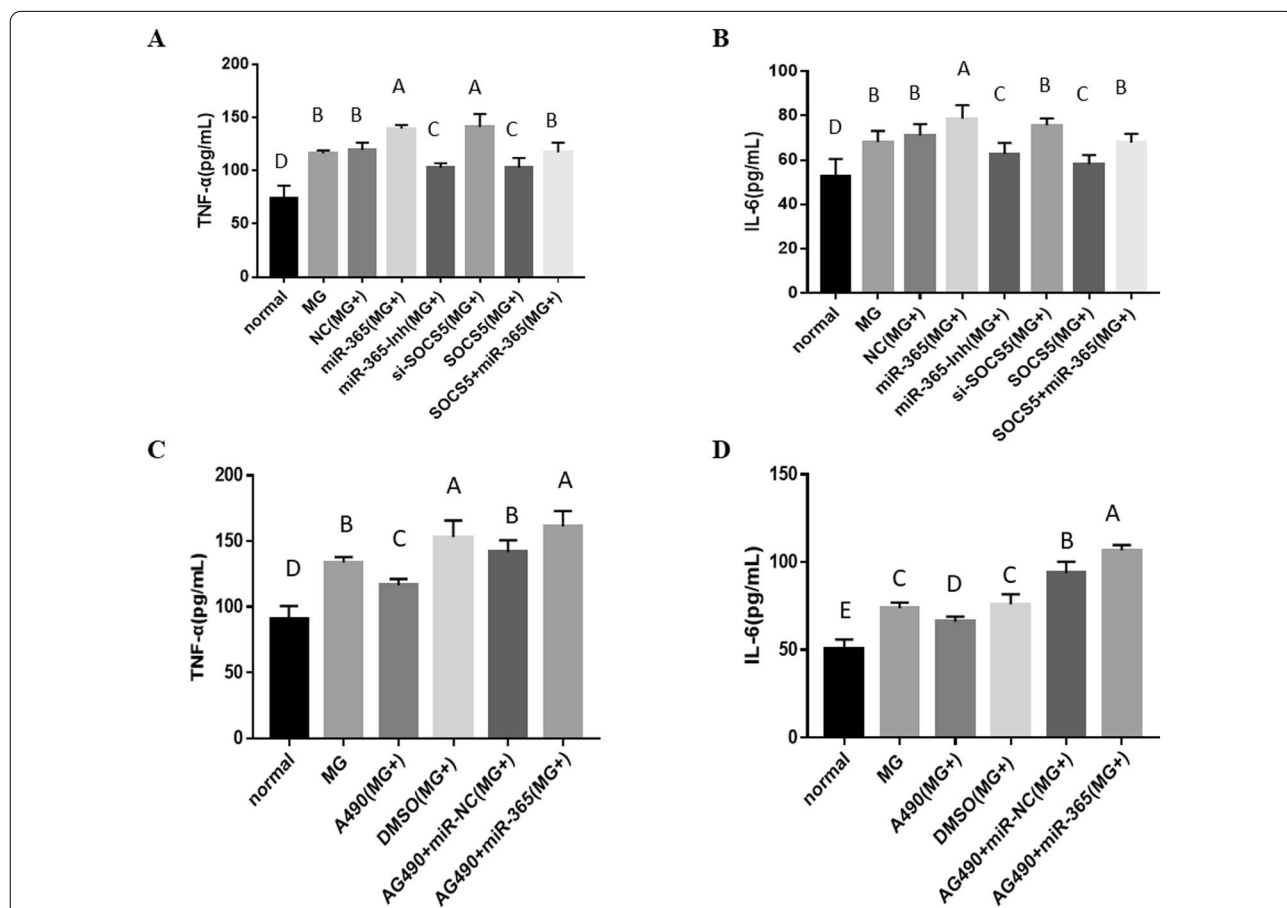 A
TNF-α(pg/mL)
200
150
100
50
0
D
B
B
A
C
A
C
B
normal
MG
NC(MG+)
miR-365(MG+)
miR-365-Inh(MG+)
si-SOCS5(MG+)
SOCS5(MG+)
SOCS5+miR-365(MG+)
B
IL-6(pg/mL)
100
80
60
40
20
0
D
B
B
A
C
B
C
B
normal
MG
NC(MG+)
miR-365(MG+)
miR-365-Inh(MG+)
si-SOCS5(MG+)
SOCS5(MG+)
SOCS5+miR-365(MG+)
C
TNF-α(pg/mL)
200
150
100
50
0
D
B
C
A
B
A
normal
MG
A490(MG+)
DMSO(MG+)
AG490+miR-NC(MG+)
AG490+miR-365(MG+)
D
IL-6(pg/mL)
150
100
50
0
E
C
D
C
B
A
normal
MG
A490(MG+)
DMSO(MG+)
AG490+miR-NC(MG+)
AG490+miR-365(MG+)